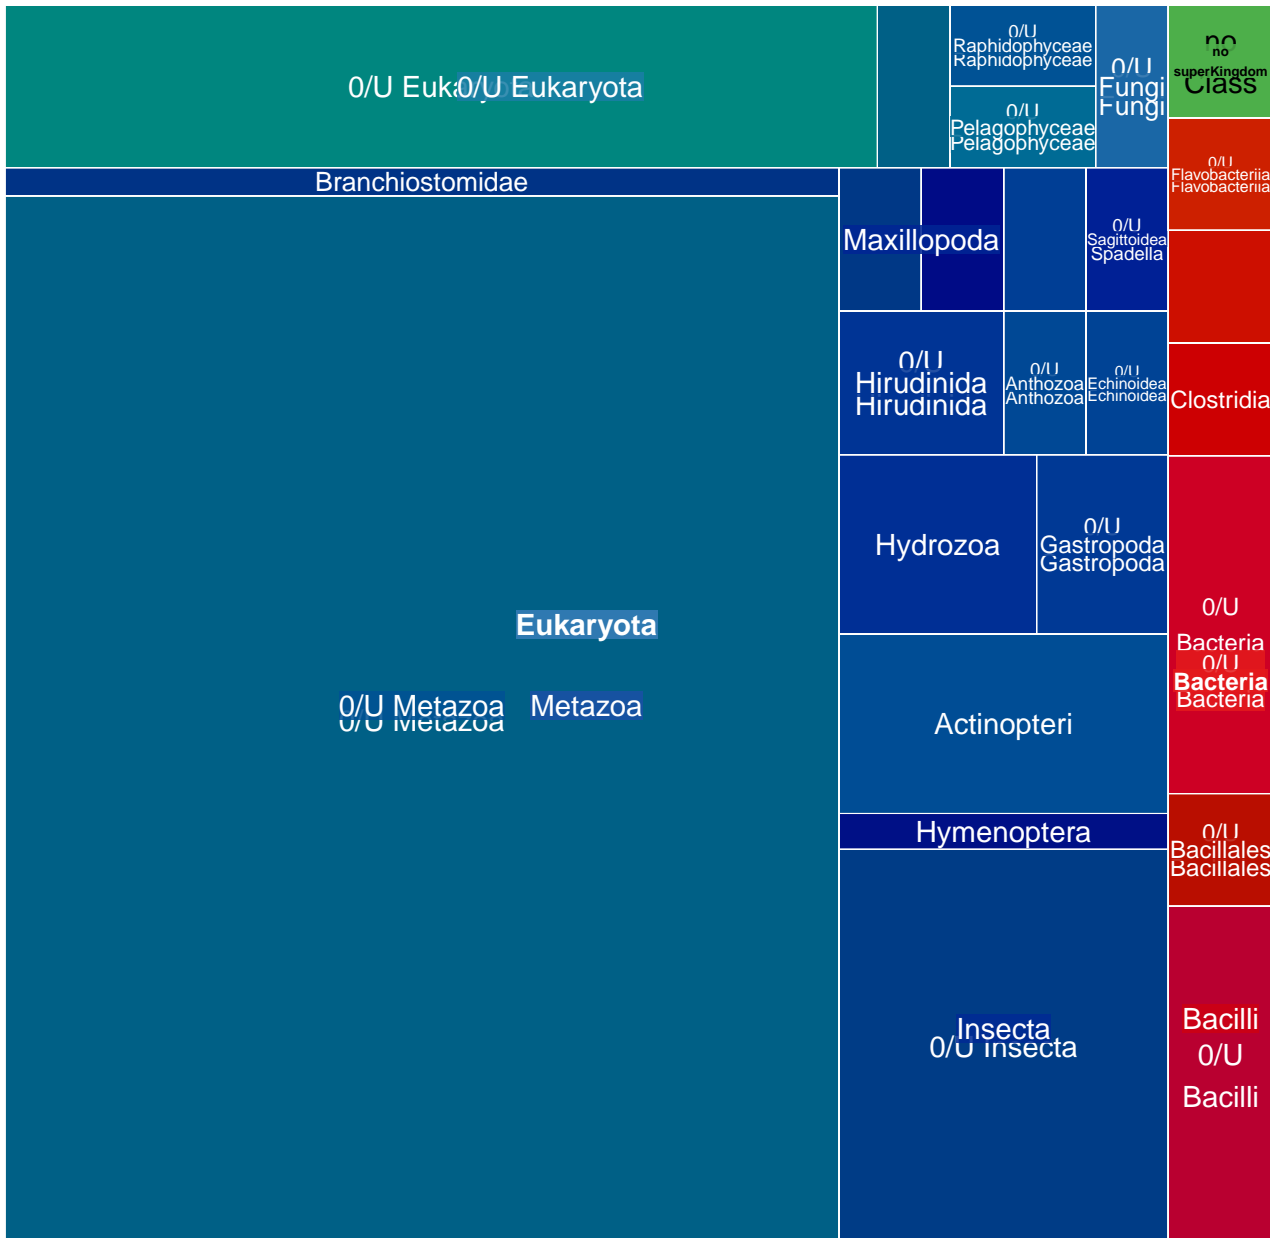 0/U Eukaryota
0/U Eukaryota
0/U
Raphidophyceae
Raphidophyceae
0/U
Pelagophyceae
Pelagophyceae
0/U
Fungi
Fungi
no
no
superKingdom
Class
Branchiostomidae
Maxillopoda
0/U
Sagittoidea
Spadella
0/U
Flavobacteriia
Flavobacteriia
0/U
Hirudinida
Hirudinida
0/U
Anthozoa
Anthozoa
0/U
Echinoidea
Echinoidea
Clostridia
Hydrozoa
0/U
Gastropoda
Gastropoda
Eukaryota
0/U Metazoa
0/U Metazoa
Metazoa
Actinopteri
0/U
Bacteria
0/U
Bacteria
Bacteria
Hymenoptera
0/U
Bacillales
Bacillales
Insecta
0/U Insecta
Bacilli
0/U
Bacilli